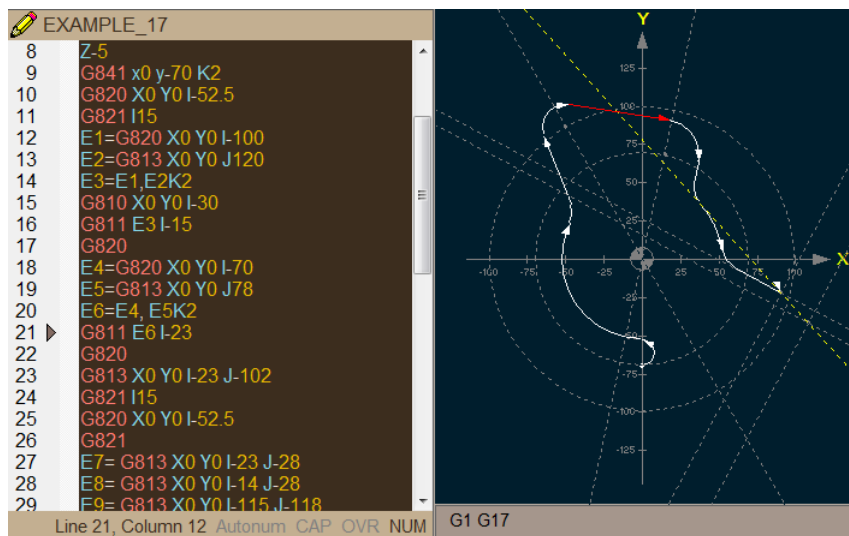 EXAMPLE_17
8 Z-5
9 G841 x0 y-70 K2
10 G820 X0 Y0 I-52.5
11 G821 I15
12 E1=G820 X0 Y0 I-100
13 E2=G813 X0 Y0 J120
14 E3=E1,E2K2
15 G810 X0 Y0 I-30
16 G811 E3 I-15
17 G820
18 E4=G820 X0 Y0 I-70
19 E5=G813 X0 Y0 J78
20 E6=E4, E5K2
21 G811 E6 I-23
22 G820
23 G813 X0 Y0 I-23 J-102
24 G821 I15
25 G820 X0 Y0 I-52.5
26 G821
27 E7= G813 X0 Y0 I-23 J-28
28 E8= G813 X0 Y0 I-14 J-28
29 E9= G813 X0 Y0 I-115 J-118
Line 21, Column 12 Autonum CAP OVR NUM
Y
125
100
75
50
25
-100 -75 -50 25 50 75 100 X
-25
-50
-75
-100
-125
G1 G17